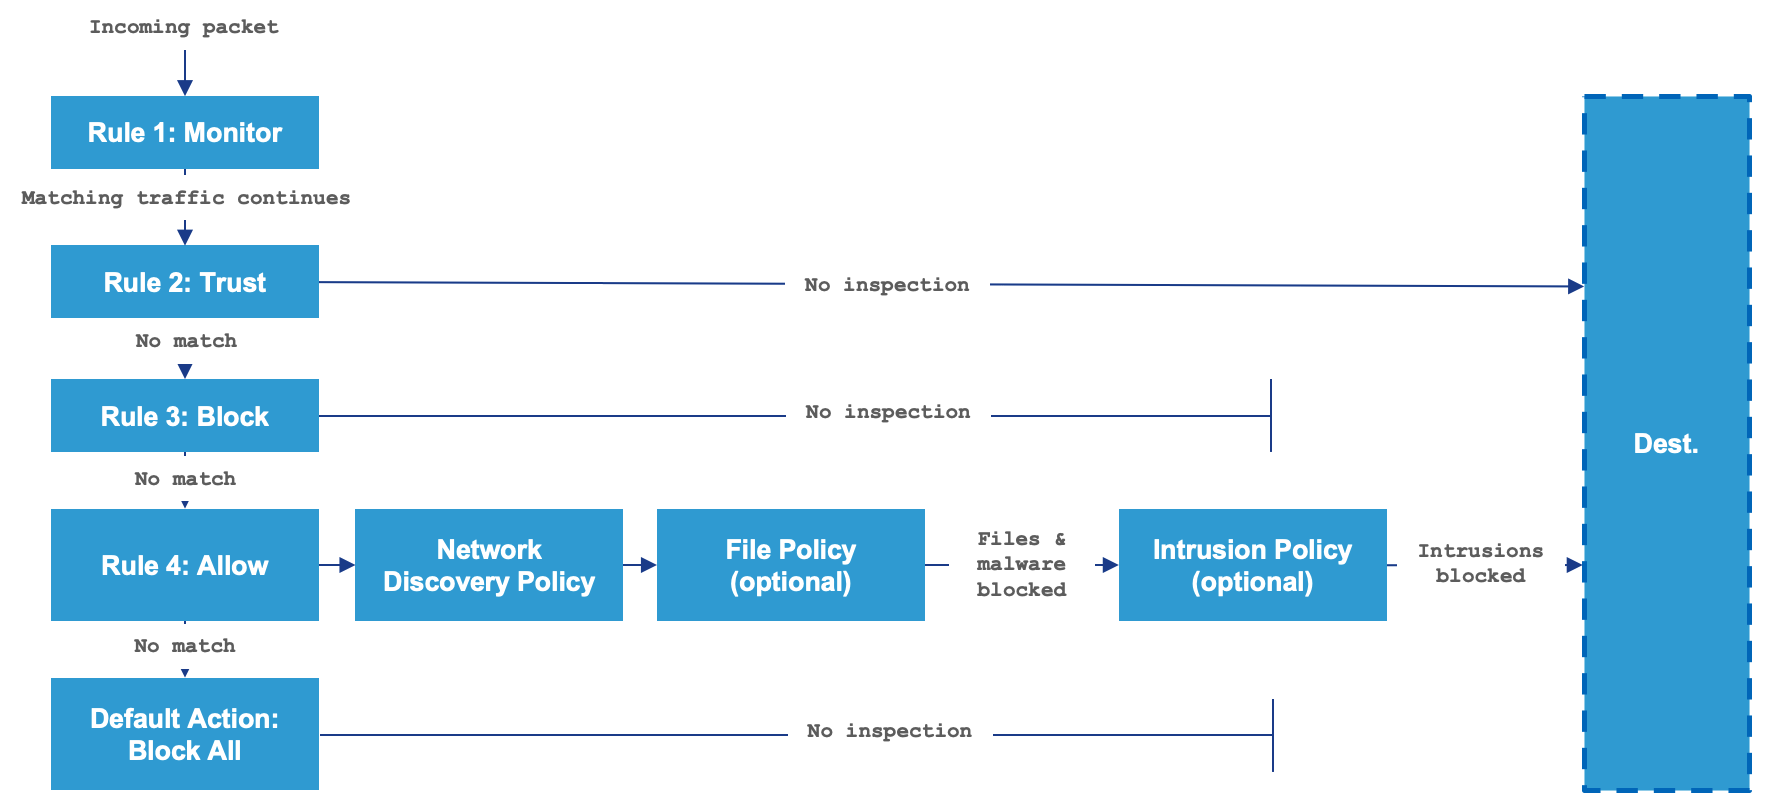 Incoming packet
Rule 1: Monitor
Matching traffic continues
Rule 2: Trust
No inspection
No match
Rule 3: Block
No inspection
Dest.
No match
Rule 4: Allow
Network
Discovery Policy
File Policy
(optional)
Files &
malware
blocked
Intrusion Policy
(optional)
Intrusions
blocked
No match
Default Action:
Block All
No inspection